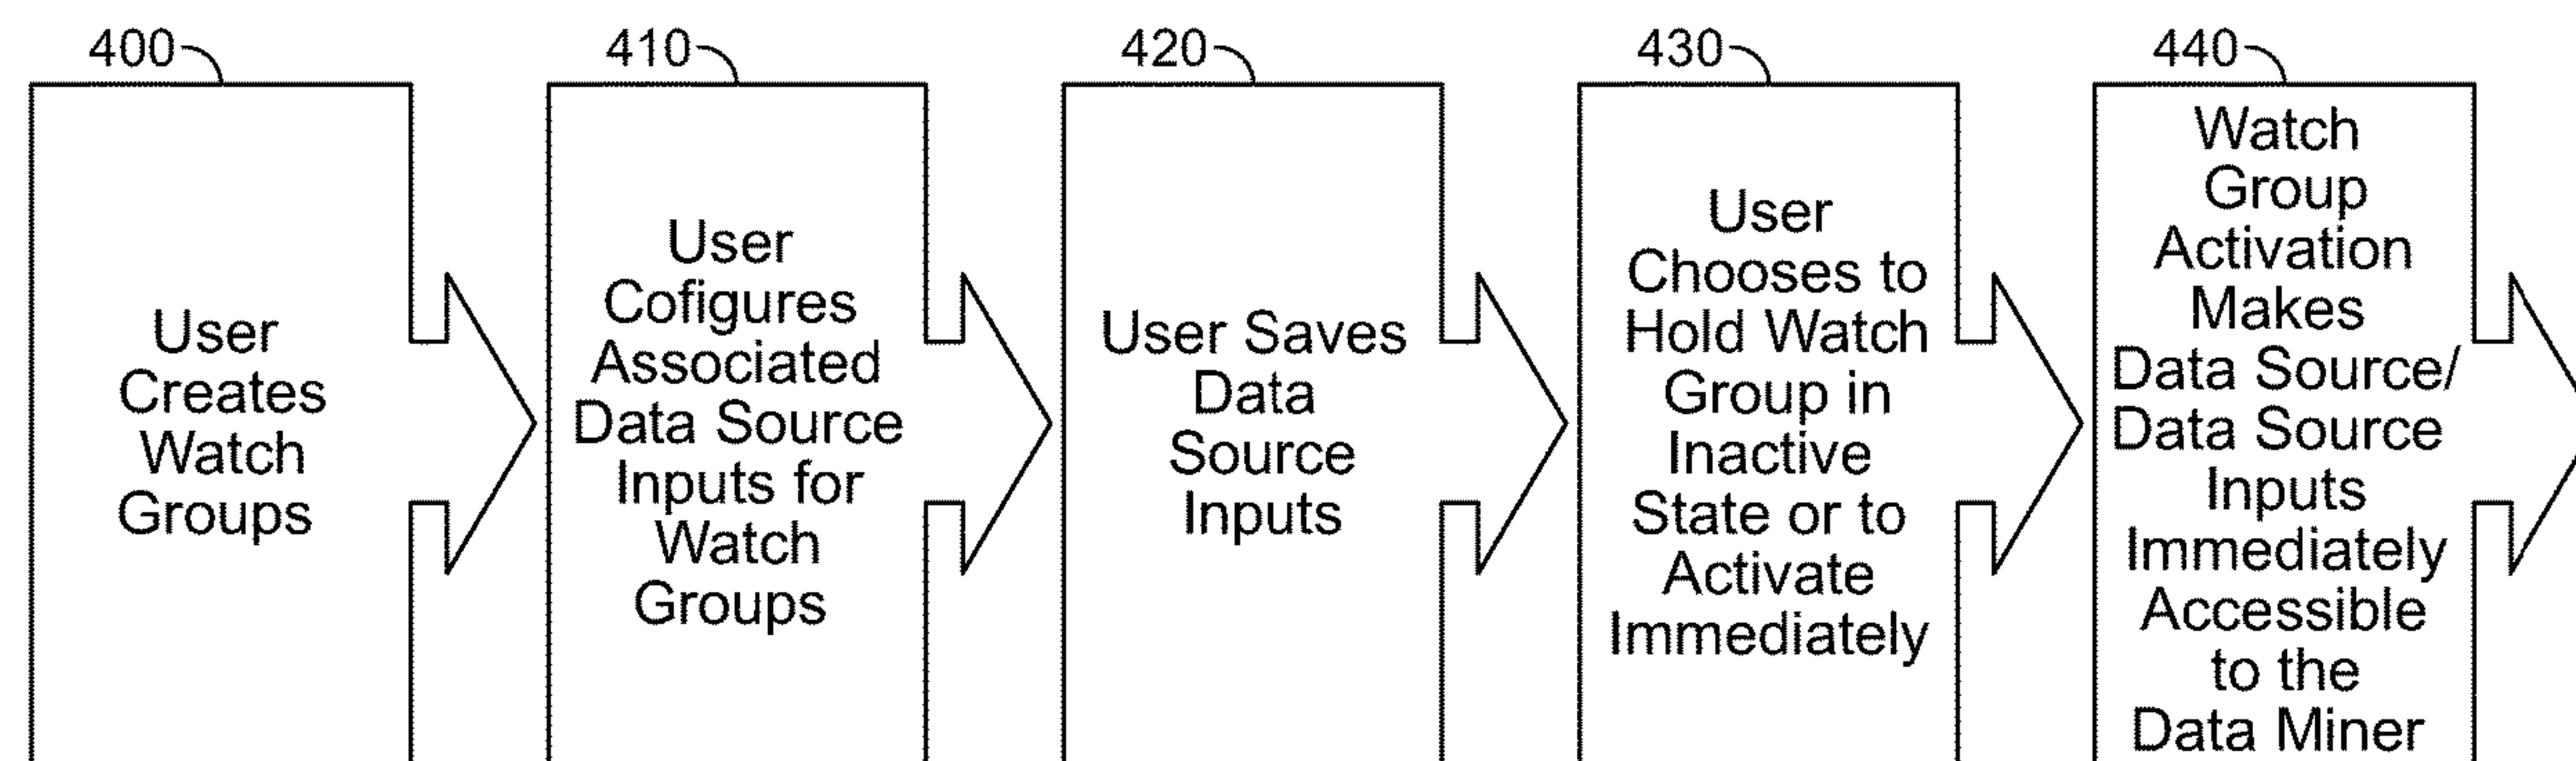 400
User
Creates
Watch
Groups
410
User
Cofigures
Associated
Data Source
Inputs for
Watch
Groups
420
User Saves
Data
Source
Inputs
430
User
Chooses to
Hold Watch
Group in
Inactive
State or to
Activate
Immediately
440
Watch
Group
Activation
Makes
Data Source/
Data Source
Inputs
Immediately
Accessible
to the
Data Miner